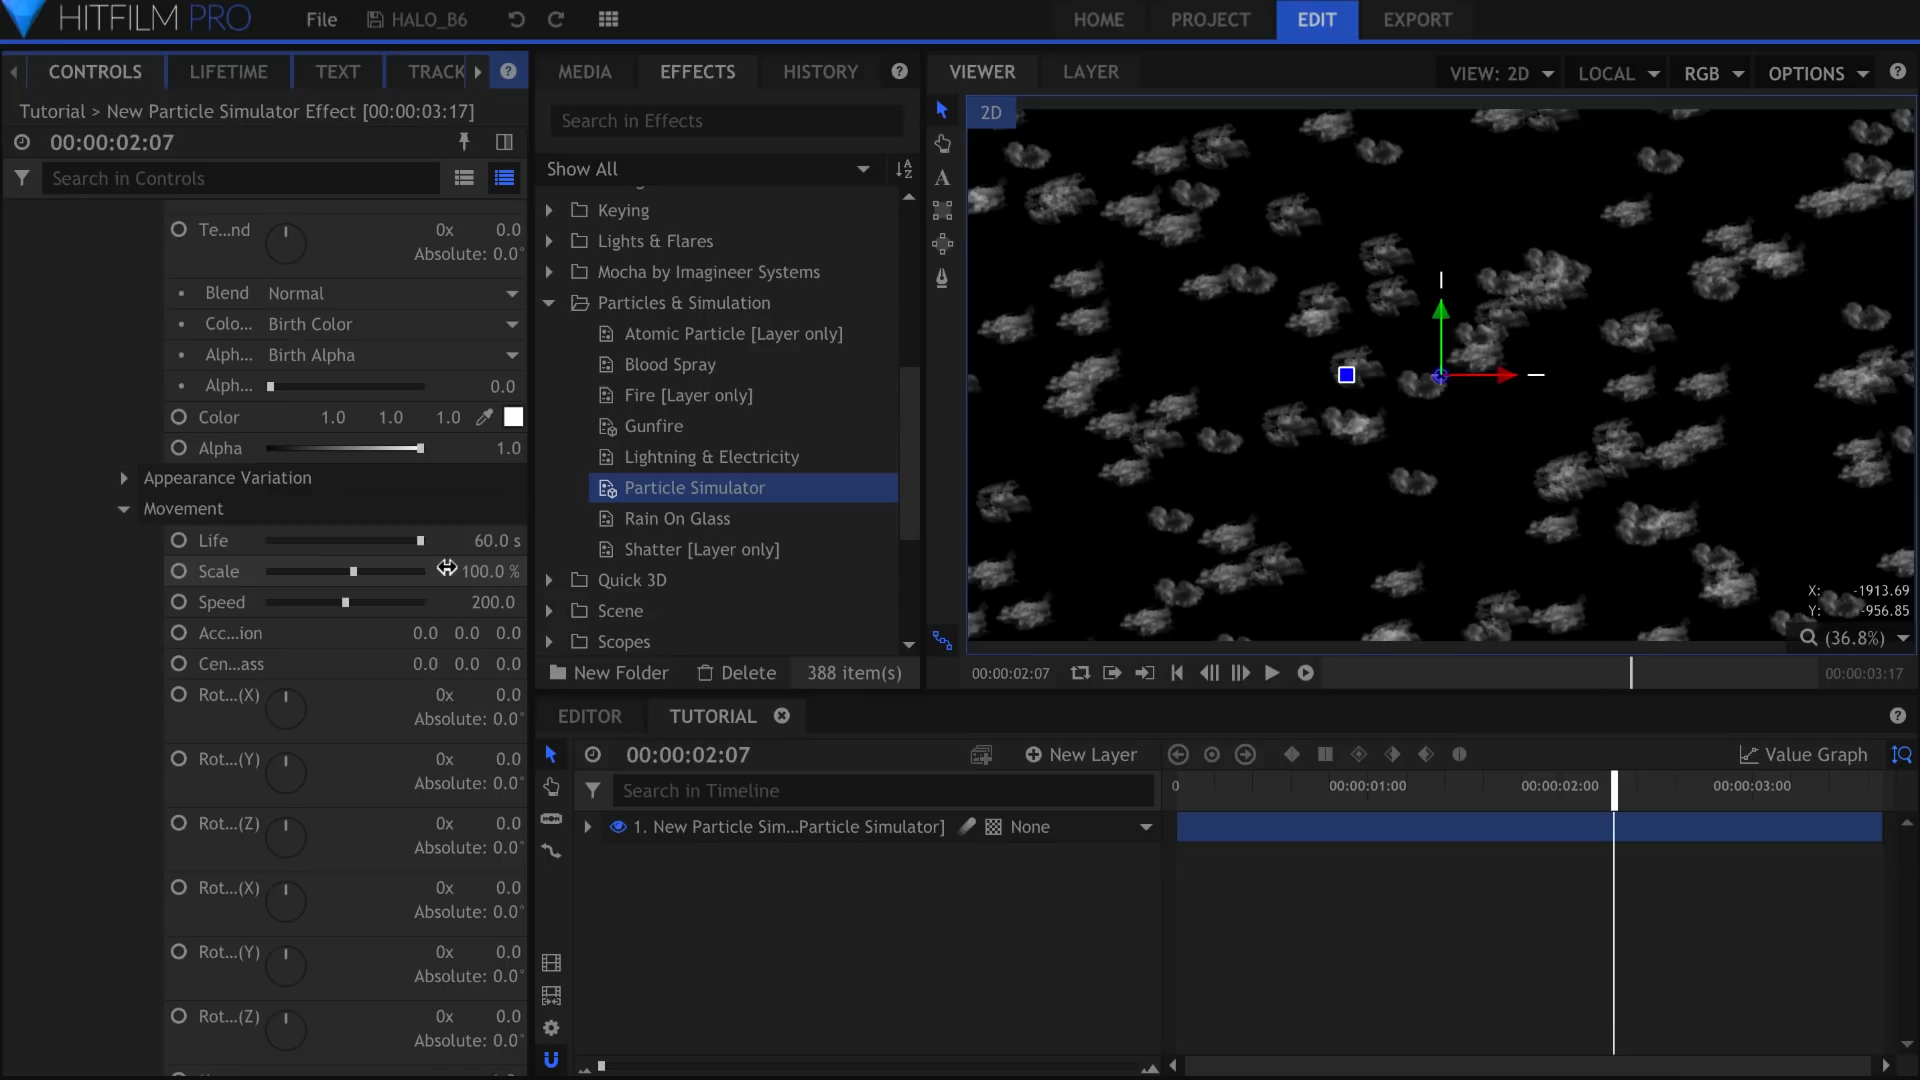 HITFILM PRO
File
HALO_B6
HOME
PROJECT
EDIT
EXPORT
CONTROLS
LIFETIME
TEXT
TRACK
Tutorial > New Particle Simulator Effect [00:00:03:17]
00:00:02:07
Search in Controls
Te...nd 0x 0.0
Absolute: 0.0°
Blend Normal
Colo... Birth Color
Alph... Birth Alpha
Alph... 0.0
Color 1.0 1.0 1.0
Alpha 1.0
Appearance Variation
Movement
Life 60.0 s
Scale 100.0 %
Speed 200.0
Acc...ion 0.0 0.0 0.0
Cen...ass 0.0 0.0 0.0
Rot...(X) 0x 0.0
Absolute: 0.0°
Rot...(Y) 0x 0.0
Absolute: 0.0°
Rot...(Z) 0x 0.0
Absolute: 0.0°
Rot...(X) 0x 0.0
Absolute: 0.0°
Rot...(Y) 0x 0.0
Absolute: 0.0°
Rot...(Z) 0x 0.0
Absolute: 0.0°
MEDIA
EFFECTS
HISTORY
Search in Effects
Show All
Keying
Lights & Flares
Mocha by Imagineer Systems
Particles & Simulation
Atomic Particle [Layer only]
Blood Spray
Fire [Layer only]
Gunfire
Lightning & Electricity
Particle Simulator
Rain On Glass
Shatter [Layer only]
Quick 3D
Scene
Scopes
New Folder
Delete
388 item(s)
VIEWER
LAYER
VIEW: 2D
LOCAL
RGB
OPTIONS
2D
X: -1913.69
Y: -956.85
(36.8%)
00:00:02:07
00:00:03:17
EDITOR
TUTORIAL
00:00:02:07
New Layer
Value Graph
Search in Timeline
0
00:00:01:00
00:00:02:00
00:00:03:00
1. New Particle Sim...Particle Simulator]
None